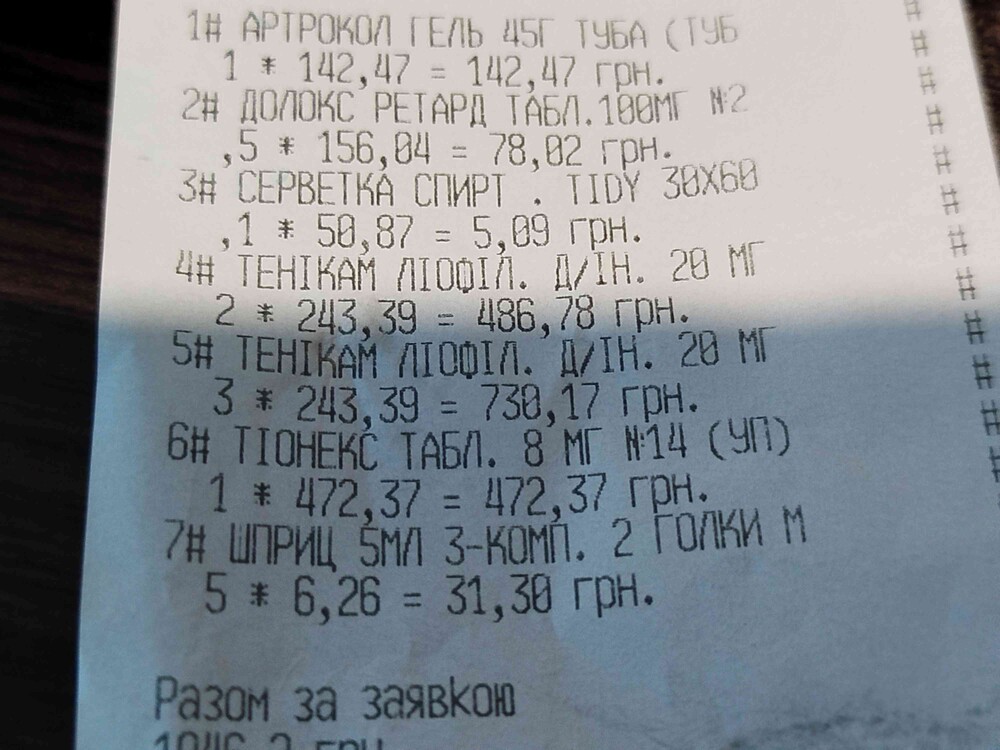 1# АРТРОКОЛ ГЕЛЬ 45Г ТУБА (ТУБ
1 * 142,47 = 142,47 грн.
2# ДОЛОКС РЕТАРД ТАБЛ.100МГ №2
,5 * 156,04 = 78,02 грн.
3# СЕРВЕТКА СПИРТ . TIDY 30X60
,1 * 50,87 = 5,09 грн.
4# ТЕНІКАМ ЛІОФІЛ. Д/ІН. 20 МГ
2 * 243,39 = 486,78 грн.
5# ТЕНІКАМ ЛІОФІЛ. Д/ІН. 20 МГ
3 * 243,39 = 730,17 грн.
6# ТІОНЕКС ТАБЛ. 8 МГ №14 (УП)
1 * 472,37 = 472,37 грн.
7# ШПРИЦ 5МЛ 3-КОМП. 2 ГОЛКИ М
5 * 6,26 = 31,30 грн.
Разом за заявкою
грн